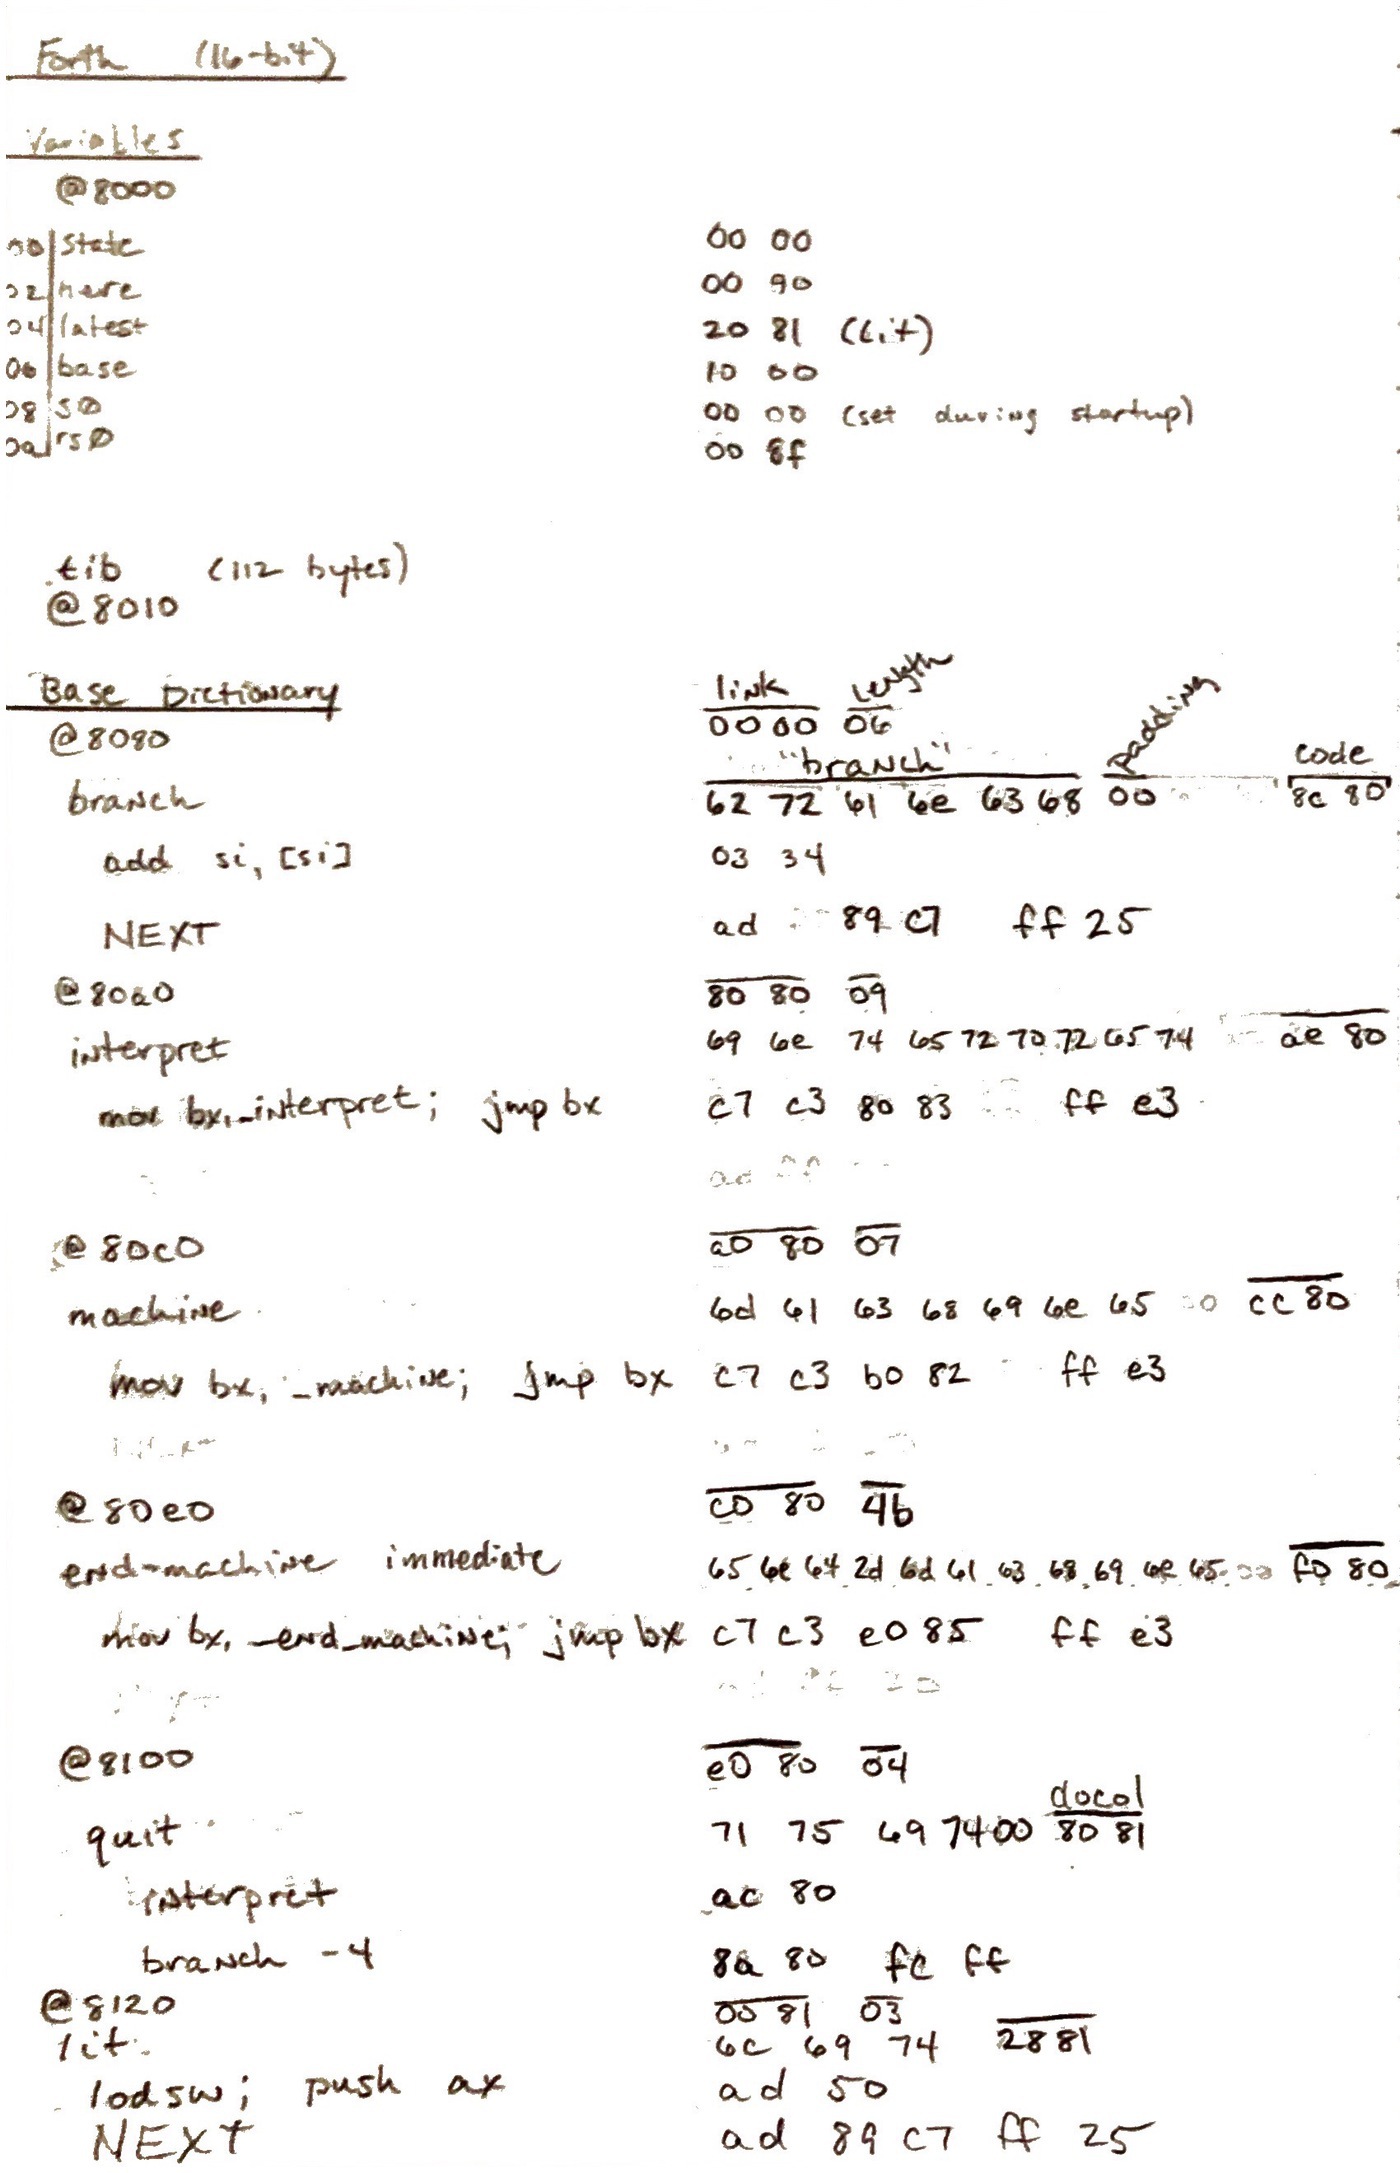 Forth (16-bit)
Variables
@8000
00 state 00 00
02 here 00 90
04 latest 20 81 (lit)
06 base 10 00
08 s0 00 00 (set during startup)
0a rs0 00 8f
tib (112 bytes)
@8010
Base Dictionary link length
@8080 00 00 06
"branch" padding code
branch 62 72 61 6e 63 68 00 8c 80
add si, [si] 03 34
NEXT ad 89 c7 ff 25
@80a0 80 80 09
interpret 69 6e 74 65 72 70 72 65 74 ae 80
mov bx, _interpret; jmp bx c7 c3 80 83 ff e3
ad ff
@80c0 a0 80 07
machine 6d 61 63 68 69 6e 65 00 cc 80
mov bx, _machine; jmp bx c7 c3 b0 82 ff e3
@80e0 c0 80 4b
end-machine immediate 65 6e 64 2d 6d 61 63 68 69 6e 65 00 f0 80
mov bx, _end_machine; jmp bx c7 c3 e0 85 ff e3
@8100 e0 80 04
docol
quit 71 75 69 74 00 80 81
interpret ac 80
branch -4 8a 80 fc ff
@8120 00 81 03
lit 6c 69 74 28 81
lodsw; push ax ad 50
NEXT ad 89 c7 ff 25